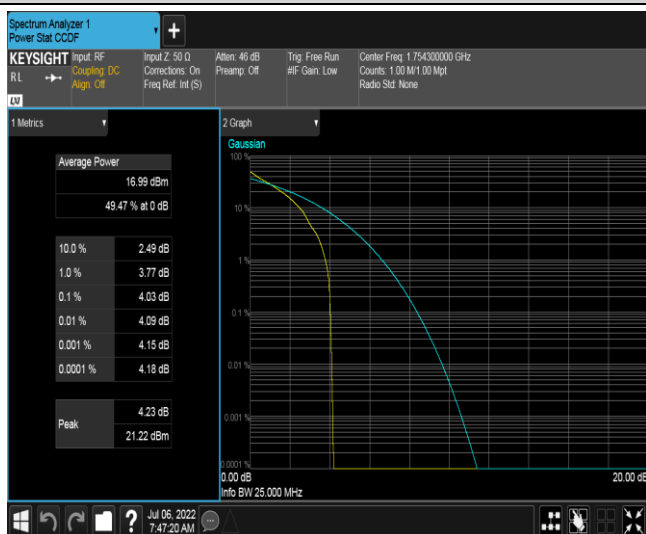 Spectrum Analyzer 1
Power Stat CCDF
+
KEYSIGHT
RL
LXI
Input: RF
Coupling: DC
Align: Off
Input Z: 50 Ω
Corrections: On
Freq Ref: Int (S)
Atten: 46 dB
Preamp: Off
Trig: Free Run
#IF Gain: Low
Center Freq: 1.754300000 GHz
Counts: 1.00 M/1.00 Mpt
Radio Std: None
1 Metrics
Average Power
16.99 dBm
49.47 % at 0 dB
10.0 % 2.49 dB
1.0 % 3.77 dB
0.1 % 4.03 dB
0.01 % 4.09 dB
0.001 % 4.15 dB
0.0001 % 4.18 dB
Peak
4.23 dB
21.22 dBm
2 Graph
Gaussian
100 %
10 %
1 %
0.1 %
0.01 %
0.001 %
0.0001 %
0.00 dB
20.00 dB
Info BW 25.000 MHz
?
Jul 06, 2022
7:47:20 AM